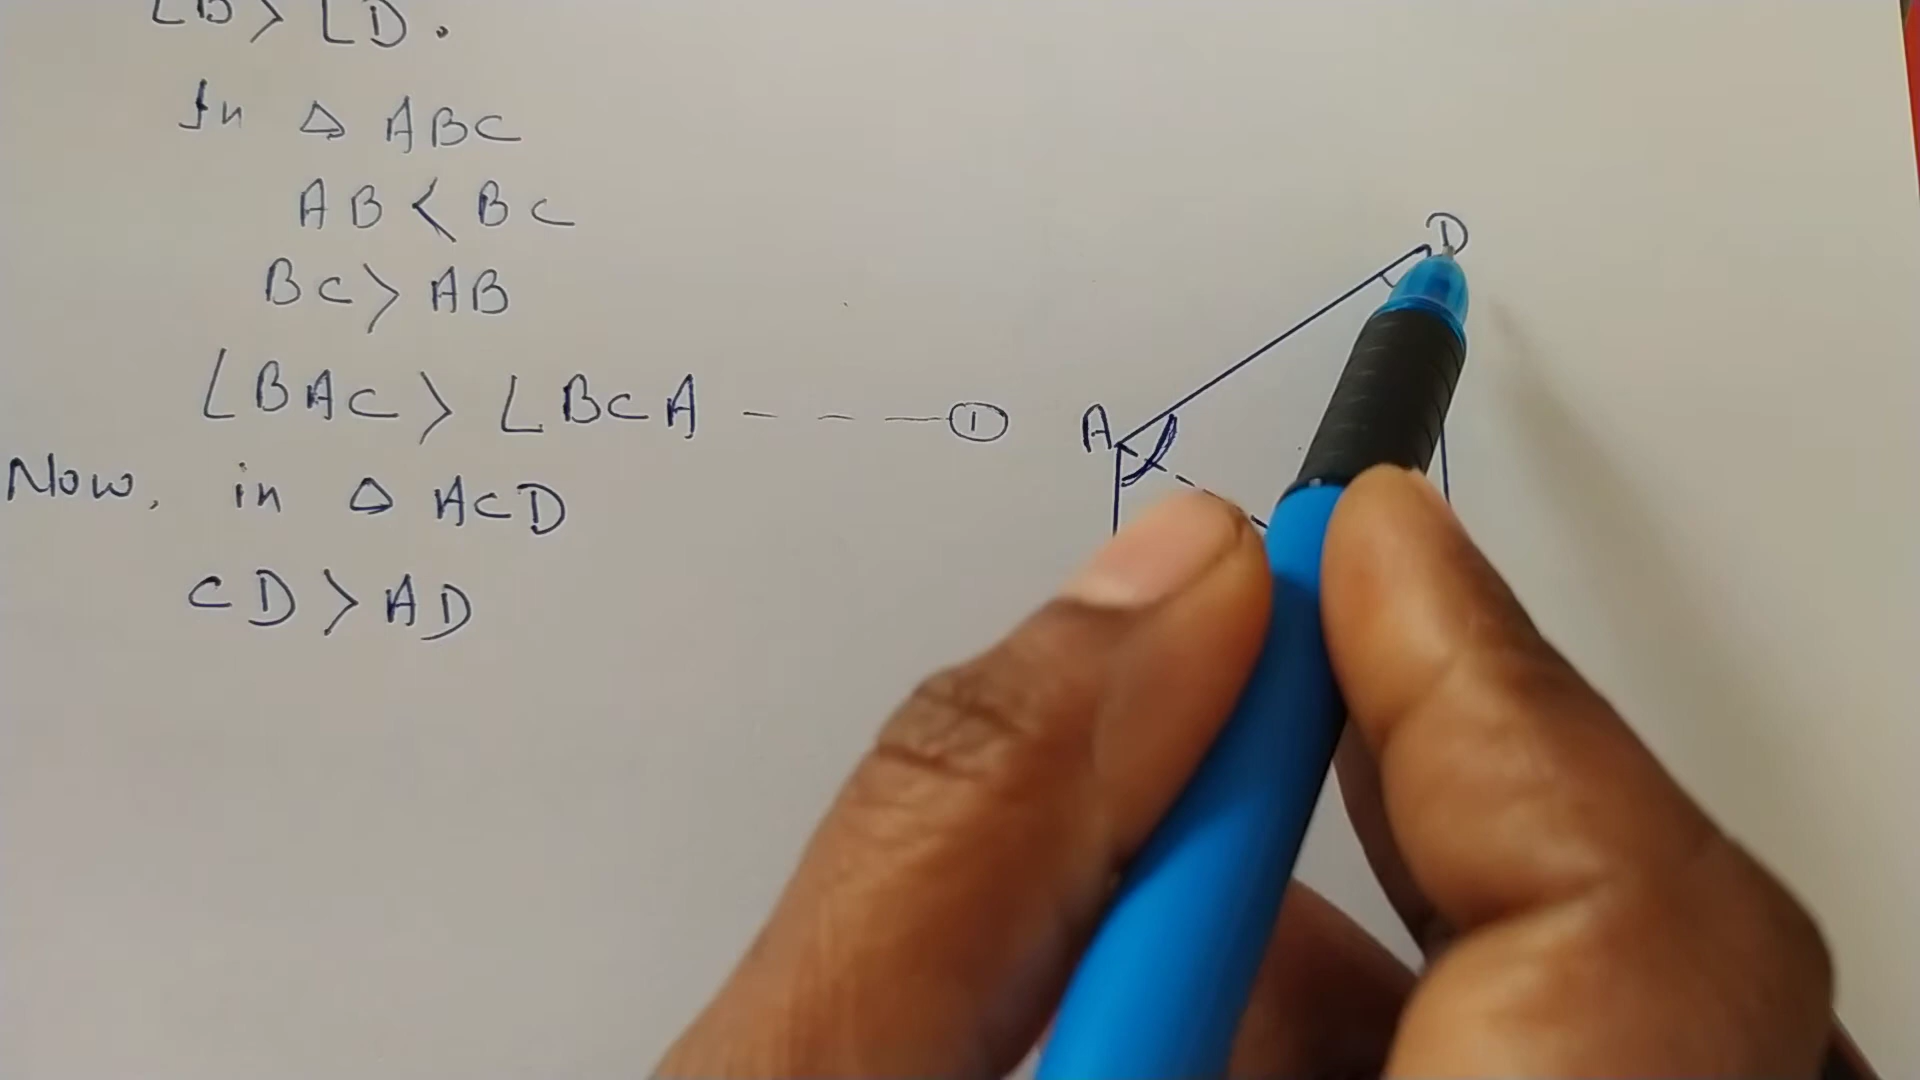 ∠B > ∠D.
In △ ABC
AB < BC
BC > AB
∠BAC > ∠BCA - - - ①
Now, in △ ACD
CD > AD
D
A